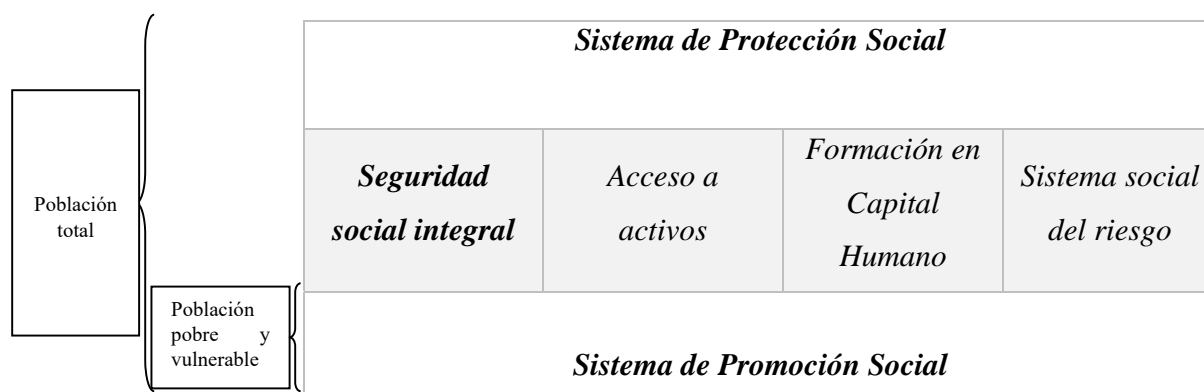 Sistema de Protección Social
Población
total
Seguridad
social integral
Acceso a
activos
Formación en
Capital
Humano
Sistema social
del riesgo
Población
pobre y
vulnerable
Sistema de Promoción Social